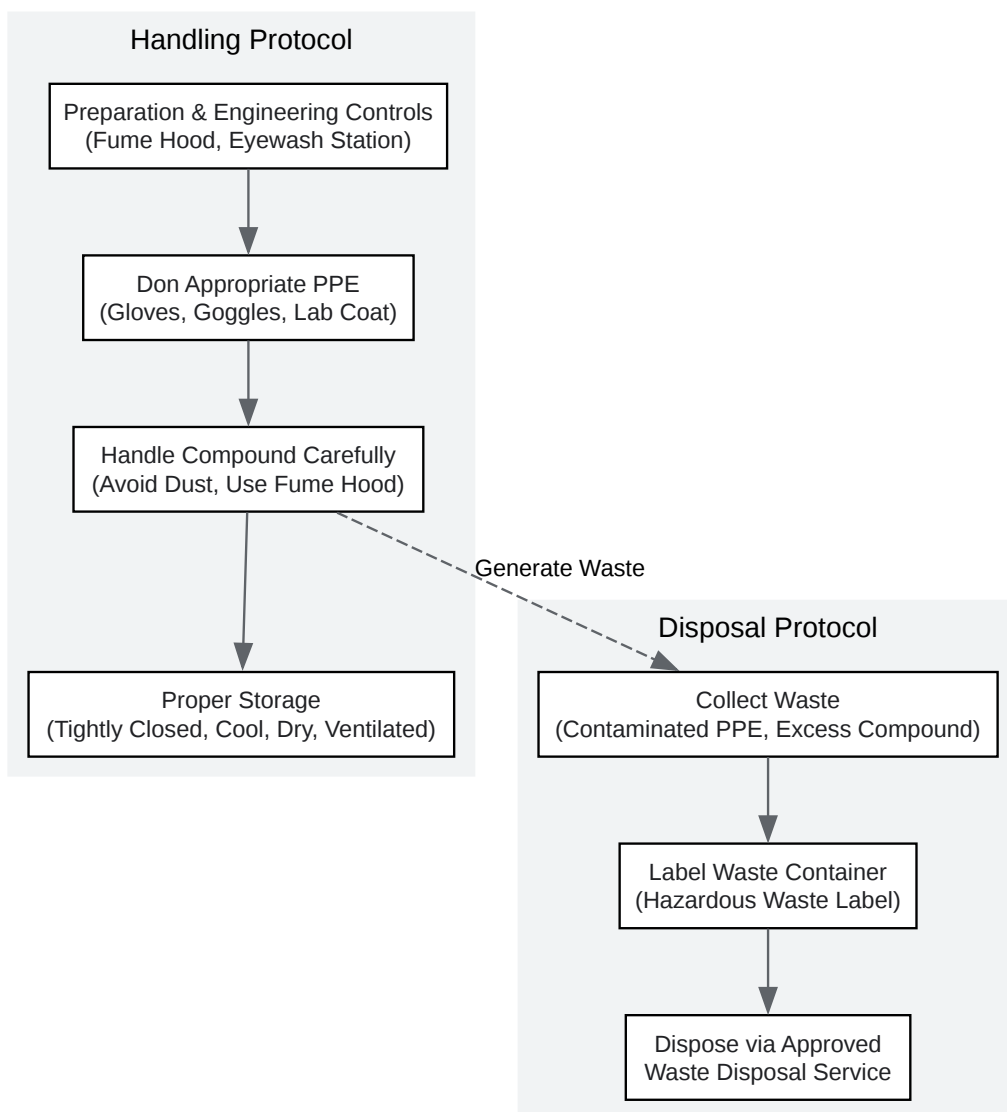 Handling Protocol
Preparation & Engineering Controls
(Fume Hood, Eyewash Station)
Don Appropriate PPE
(Gloves, Goggles, Lab Coat)
Handle Compound Carefully
(Avoid Dust, Use Fume Hood)
Generate Waste
Proper Storage
(Tightly Closed, Cool, Dry, Ventilated)
Disposal Protocol
Collect Waste
(Contaminated PPE, Excess Compound)
Label Waste Container
(Hazardous Waste Label)
Dispose via Approved
Waste Disposal Service